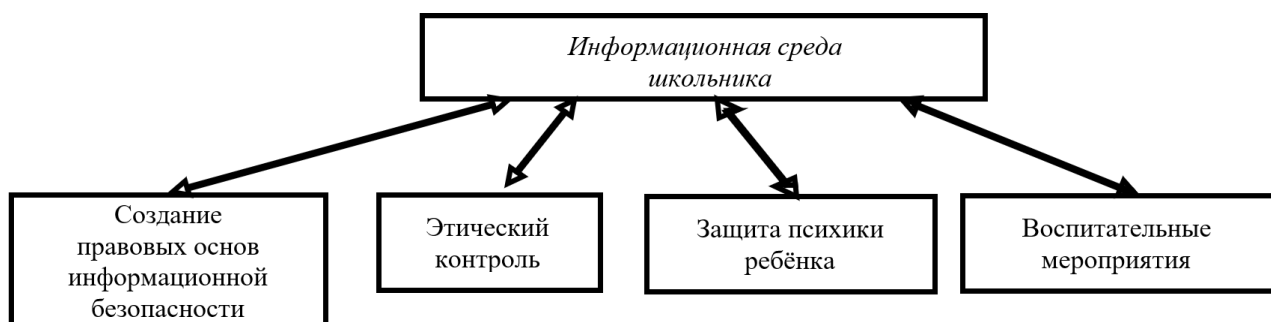 Информационная среда
школьника
Создание
правовых основ
информационной
безопасности
Этический
контроль
Защита психики
ребёнка
Воспитательные
мероприятия